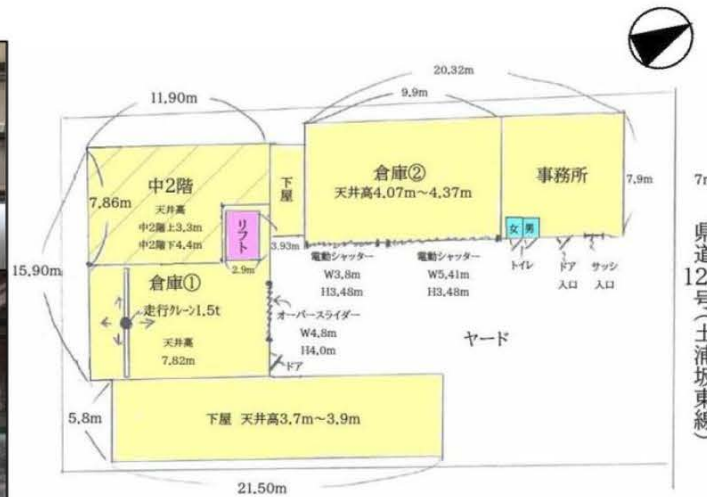 20.32m
11.90m
9.9m
中2階
天井高
中2階上3.3m
中2階下4.4m
7.86m
リフト
2.9m
下屋
3.93m
倉庫②
天井高4.07m～4.37m
事務所
7.9m
女 男
トイレ
ドア
入口
サッシ
入口
電動シャッター
W3.8m
H3.48m
電動シャッター
W5.41m
H3.48m
15.90m
倉庫①
走行クレーン1.5t
天井高
7.82m
オーバースライダー
W4.8m
H4.0m
ドア
ヤード
5.8m
下屋 天井高3.7m～3.9m
21.50m
県道12号(土浦坂東線)